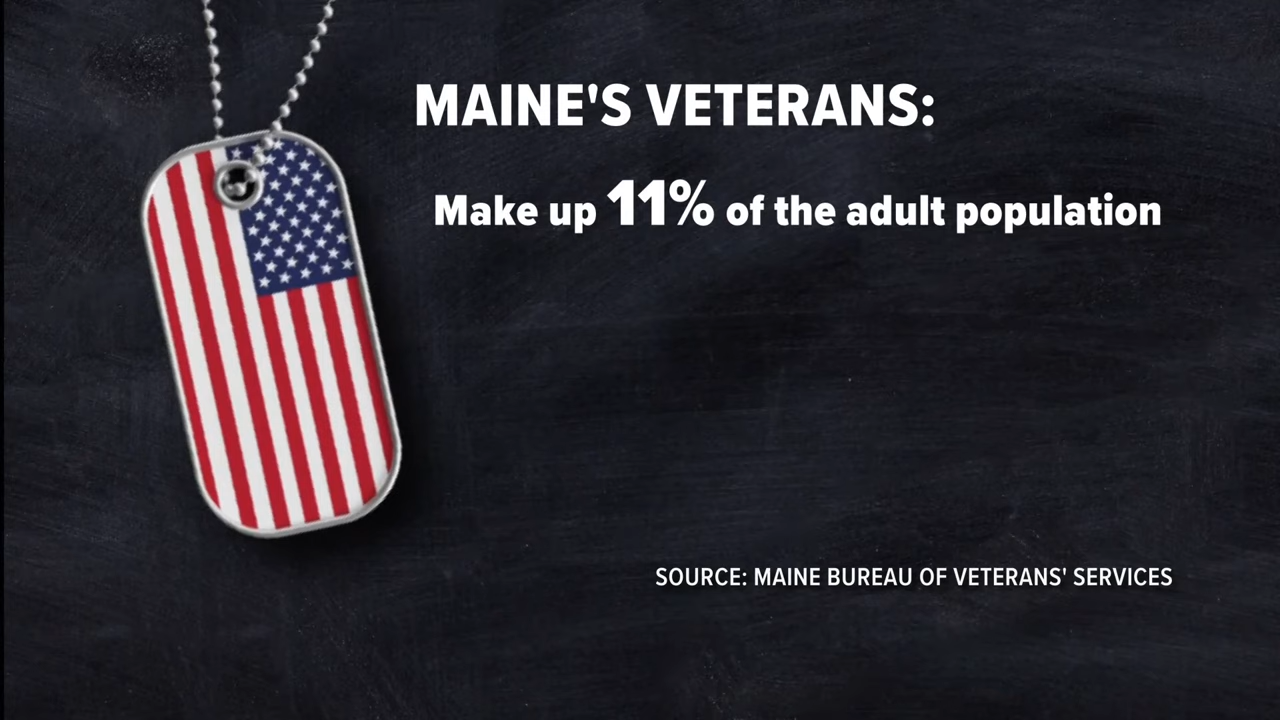 MAINE'S VETERANS:
Make up 11% of the adult population
SOURCE: MAINE BUREAU OF VETERANS' SERVICES